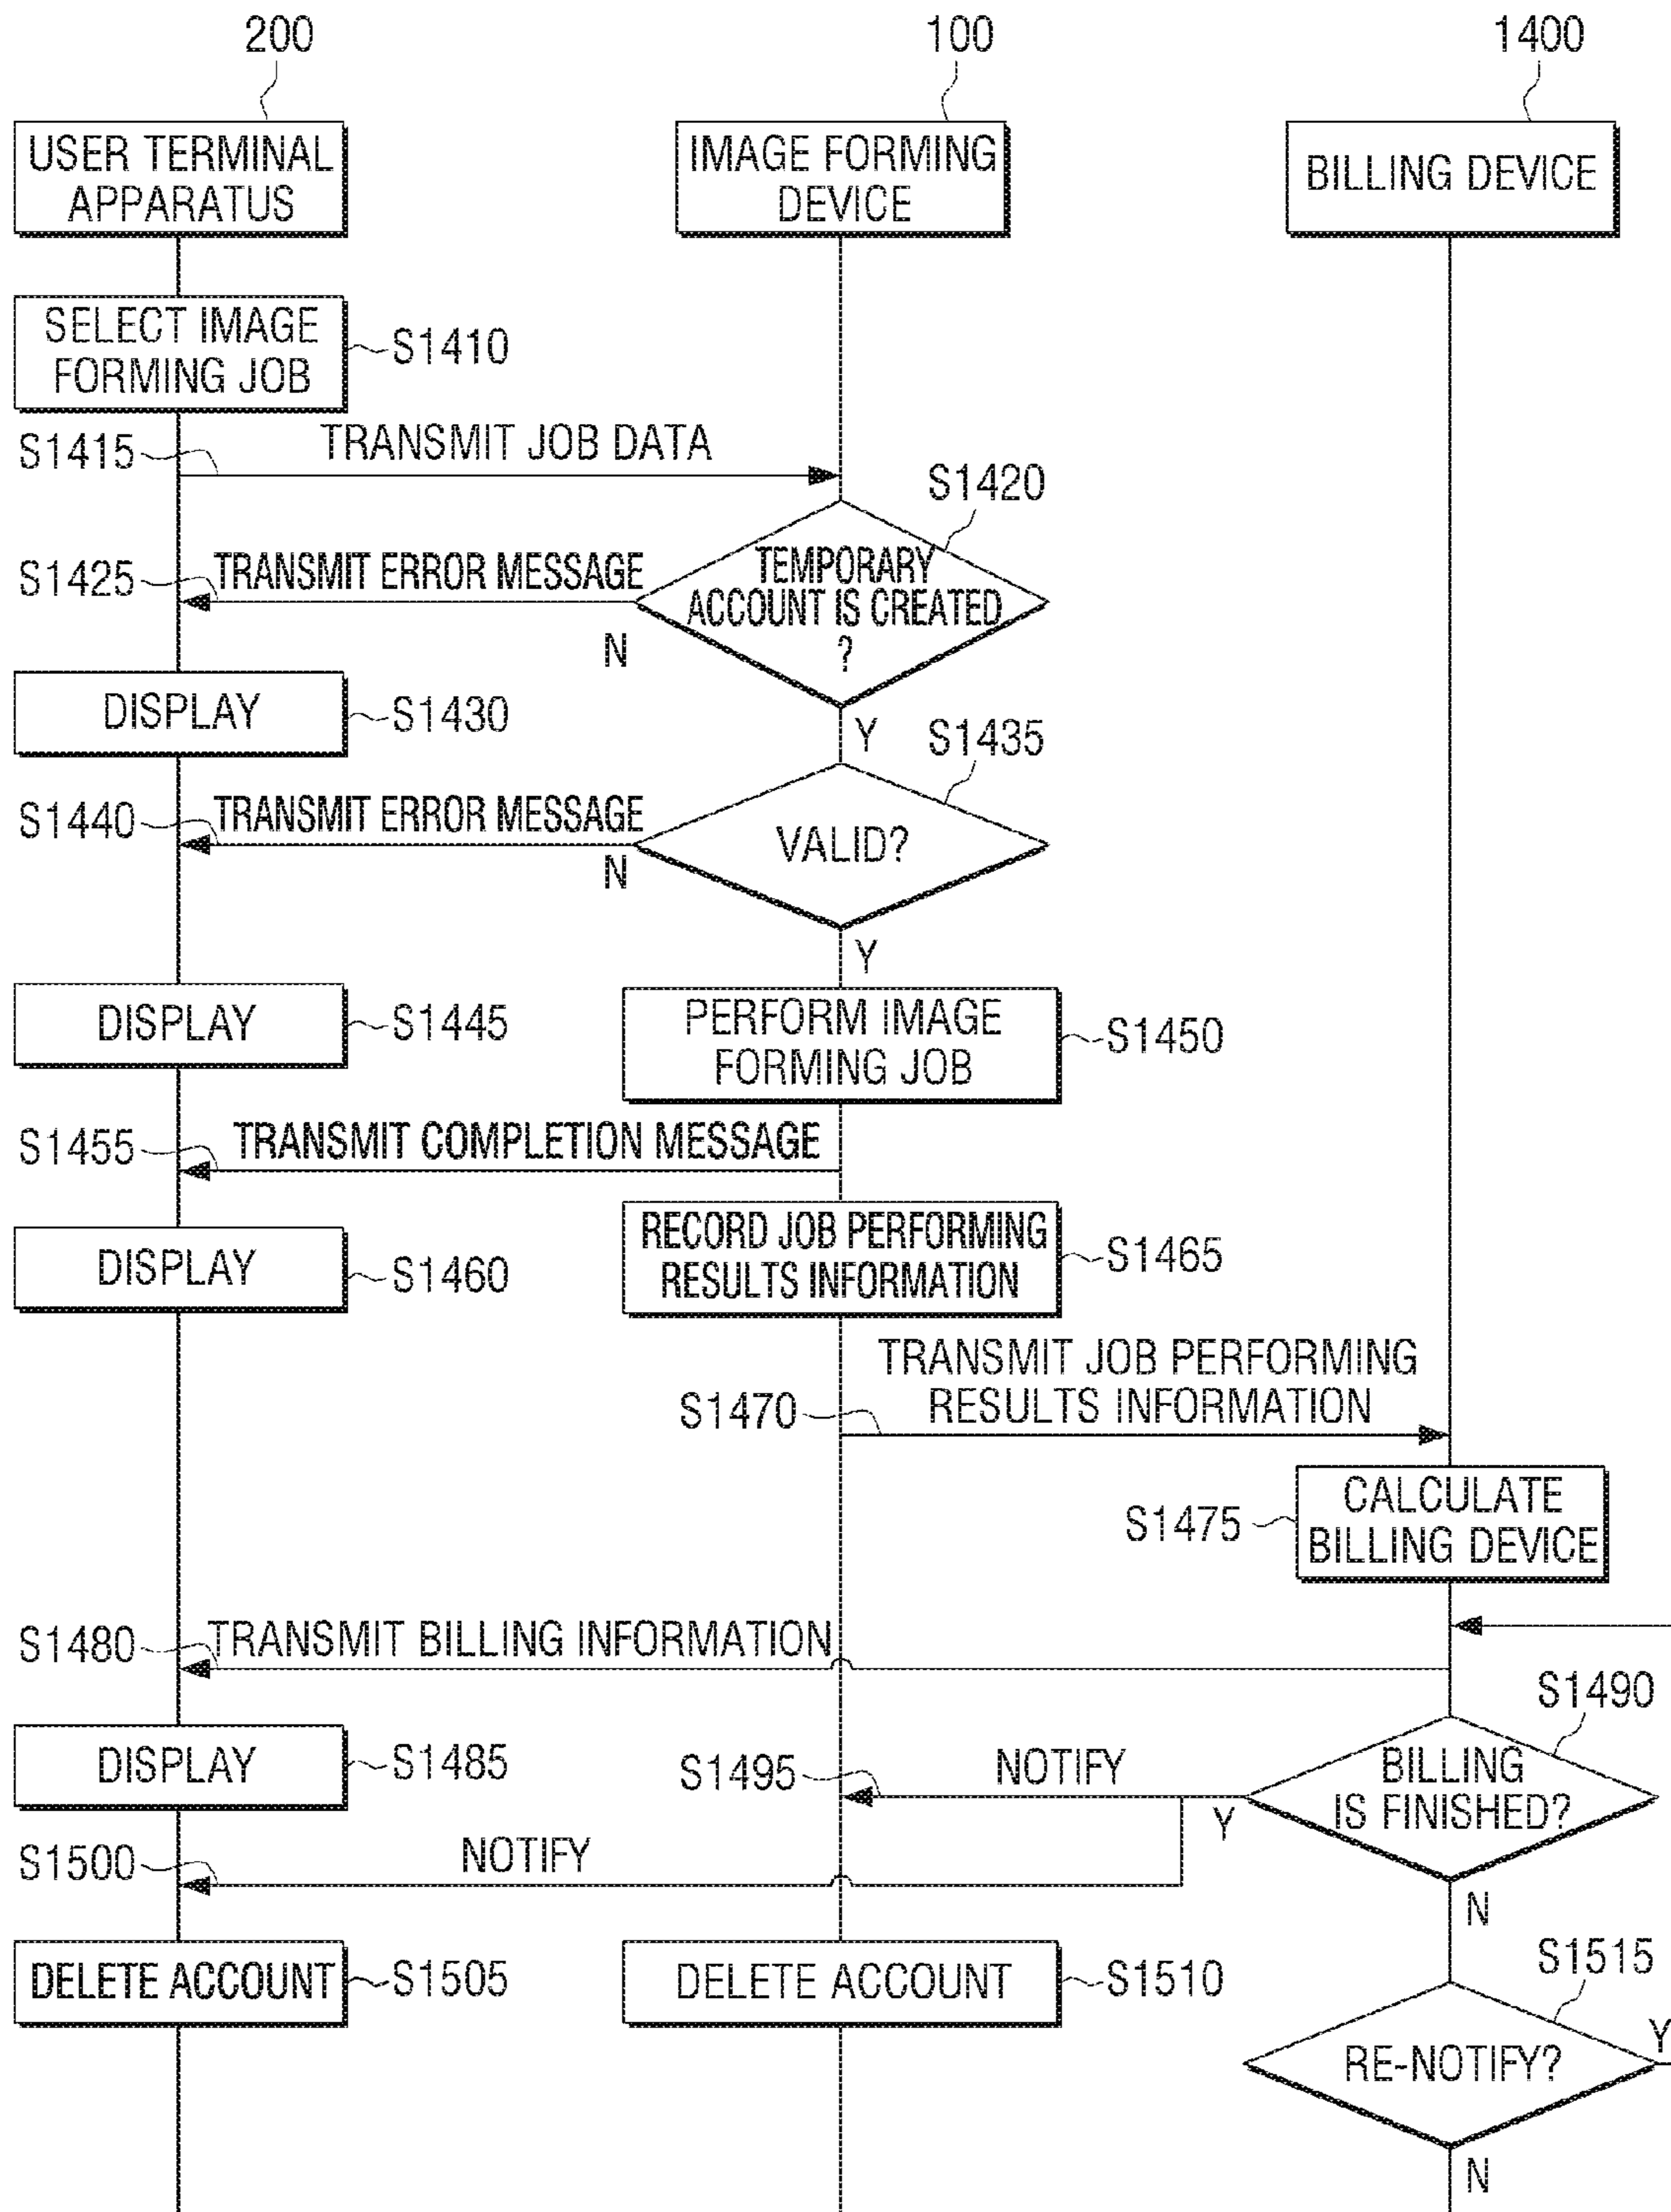 200
100
1400
USER TERMINAL
APPARATUS
IMAGE FORMING
DEVICE
BILLING DEVICE
SELECT IMAGE
FORMING JOB
S1410
S1415
TRANSMIT JOB DATA
S1420
S1425
TRANSMIT ERROR MESSAGE
TEMPORARY
ACCOUNT IS CREATED
?
N
DISPLAY
S1430
Y
S1435
S1440
TRANSMIT ERROR MESSAGE
VALID?
N
Y
DISPLAY
S1445
PERFORM IMAGE
FORMING JOB
S1450
S1455
TRANSMIT COMPLETION MESSAGE
DISPLAY
S1460
RECORD JOB PERFORMING
RESULTS INFORMATION
S1465
TRANSMIT JOB PERFORMING
RESULTS INFORMATION
S1470
S1475
CALCULATE
BILLING DEVICE
S1480
TRANSMIT BILLING INFORMATION
S1490
DISPLAY
S1485
S1495
NOTIFY
Y
BILLING
IS FINISHED?
S1500
NOTIFY
N
DELETE ACCOUNT
S1505
DELETE ACCOUNT
S1510
S1515
RE-NOTIFY?
Y
N